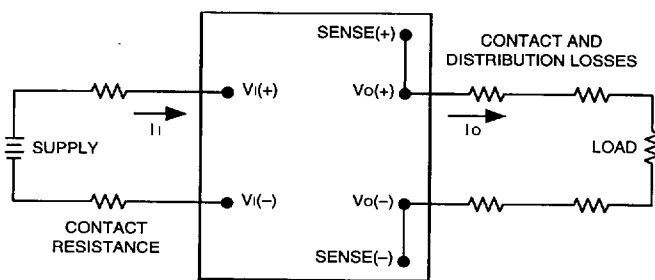 SENSE(+)
CONTACT AND
DISTRIBUTION LOSSES
VI(+)
VO(+)
II
IO
SUPPLY
LOAD
VI(–)
VO(–)
CONTACT
RESISTANCE
SENSE(–)